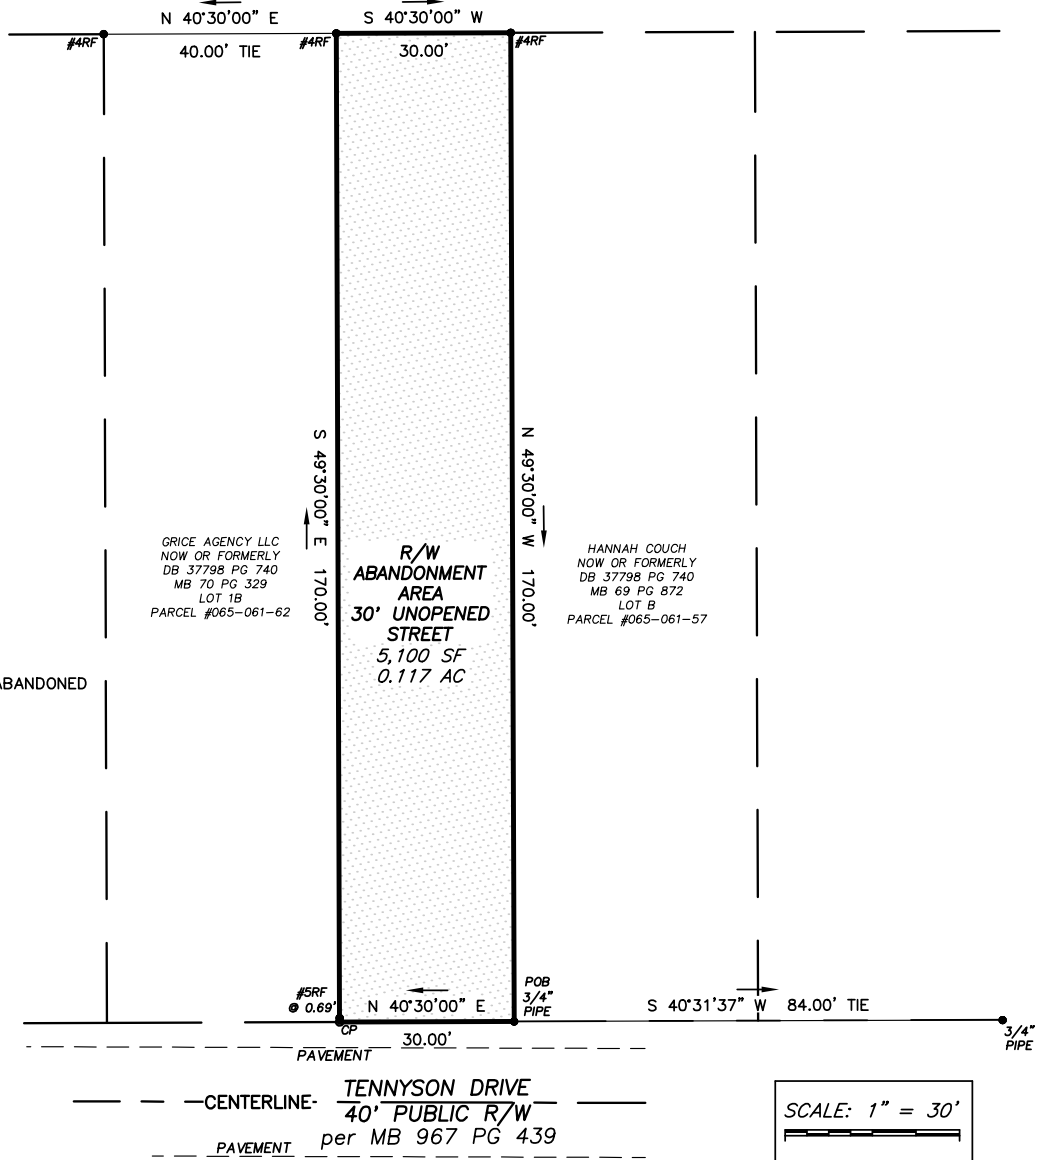 N 40°30'00" E
S 40°30'00" W
#4RF
40.00' TIE
#4RF
30.00'
#4RF
S 49°30'00" E 170.00'
N 49°30'00" W 170.00'
GRICE AGENCY LLC
NOW OR FORMERLY
DB 37798 PG 740
MB 70 PG 329
LOT 1B
PARCEL #065-061-62
R/W
ABANDONMENT
AREA
30' UNOPENED
STREET
5,100 SF
0.117 AC
HANNAH COUCH
NOW OR FORMERLY
DB 37798 PG 740
MB 69 PG 872
LOT B
PARCEL #065-061-57
ABANDONED
#5RF
@ 0.69'
N 40°30'00" E
POB
3/4"
PIPE
S 40°31'37" W 84.00' TIE
CP
30.00'
3/4"
PIPE
PAVEMENT
CENTERLINE
TENNYSON DRIVE
40' PUBLIC R/W
per MB 967 PG 439
PAVEMENT
SCALE: 1" = 30'